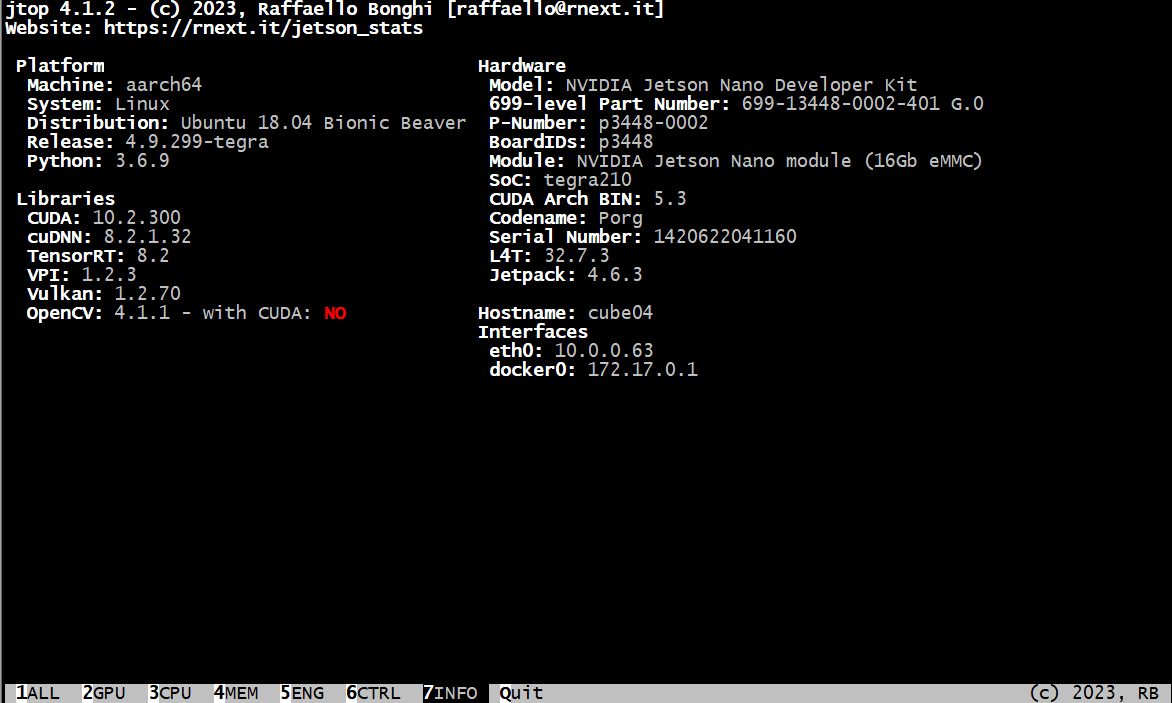 jtop 4.1.2 - (c) 2023, Raffaello Bonghi [raffaello@rnext.it]
Website: https://rnext.it/jetson_stats
Platform
Machine: aarch64
System: Linux
Distribution: Ubuntu 18.04 Bionic Beaver
Release: 4.9.299-tegra
Python: 3.6.9
Libraries
CUDA: 10.2.300
cuDNN: 8.2.1.32
TensorRT: 8.2
VPI: 1.2.3
Vulkan: 1.2.70
OpenCV: 4.1.1 - with CUDA: NO
Hardware
Model: NVIDIA Jetson Nano Developer Kit
699-level Part Number: 699-13448-0002-401 G.0
P-Number: p3448-0002
BoardIDs: p3448
Module: NVIDIA Jetson Nano module (16Gb eMMC)
SoC: tegra210
CUDA Arch BIN: 5.3
Codename: Porg
Serial Number: 1420622041160
L4T: 32.7.3
Jetpack: 4.6.3
Hostname: cube04
Interfaces
eth0: 10.0.0.63
docker0: 172.17.0.1
1ALL 2GPU 3CPU 4MEM 5ENG 6CTRL 7INFO Quit (c) 2023, RB